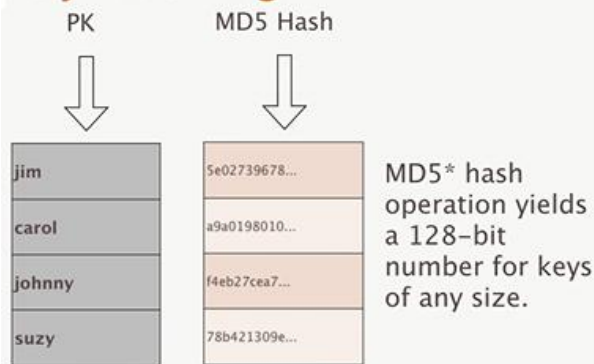 PK
MD5 Hash
jim
5e02739678...
carol
a9a0198010...
johnny
f4eb27cea7...
suzy
78b421309e...
MD5* hash
operation yields
a 128-bit
number for keys
of any size.